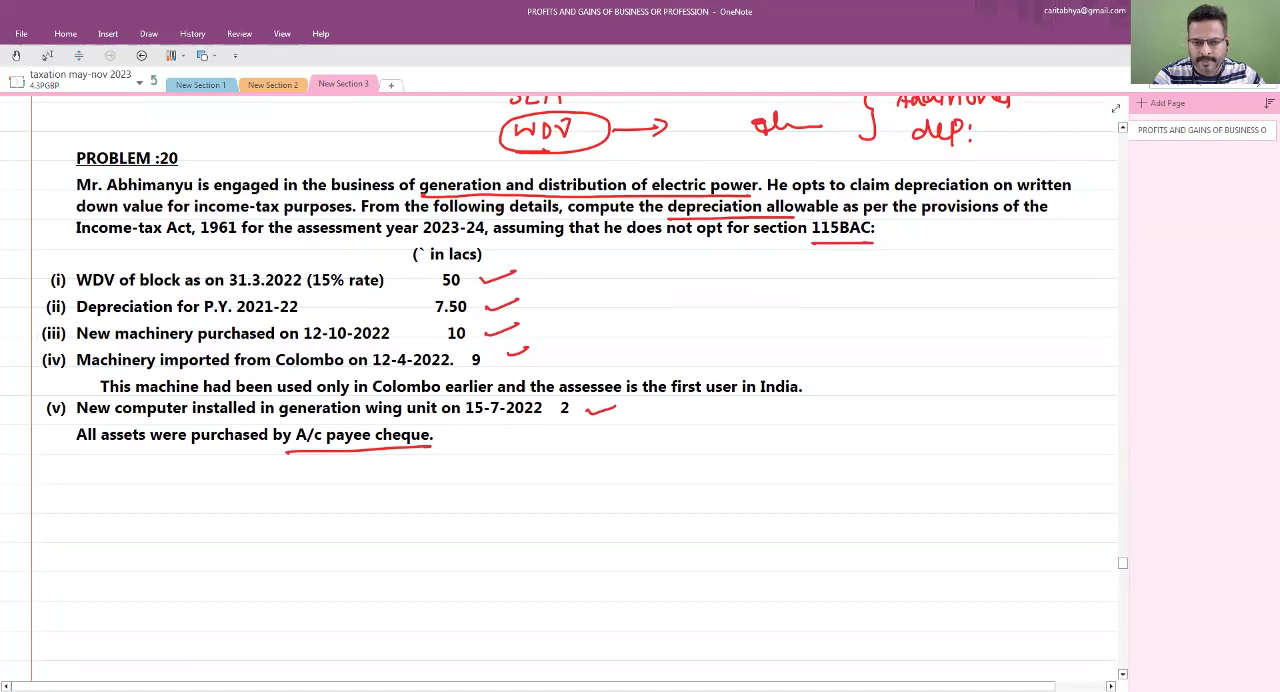 PROFITS AND GAINS OF BUSINESS OR PROFESSION - OneNote
caritabhya@gmail.com
File Home Insert Draw History Review View Help
taxation may-nov 2023
4.3PGBP
New Section 1 New Section 2 New Section 3
Add Page
PROFITS AND GAINS OF BUSINESS O
SLM
WDV
Additional
dep:
PROBLEM :20
Mr. Abhimanyu is engaged in the business of generation and distribution of electric power. He opts to claim depreciation on written
down value for income-tax purposes. From the following details, compute the depreciation allowable as per the provisions of the
Income-tax Act, 1961 for the assessment year 2023-24, assuming that he does not opt for section 115BAC:
(` in lacs)
(i) WDV of block as on 31.3.2022 (15% rate) 50
(ii) Depreciation for P.Y. 2021-22 7.50
(iii) New machinery purchased on 12-10-2022 10
(iv) Machinery imported from Colombo on 12-4-2022. 9
This machine had been used only in Colombo earlier and the assessee is the first user in India.
(v) New computer installed in generation wing unit on 15-7-2022 2
All assets were purchased by A/c payee cheque.